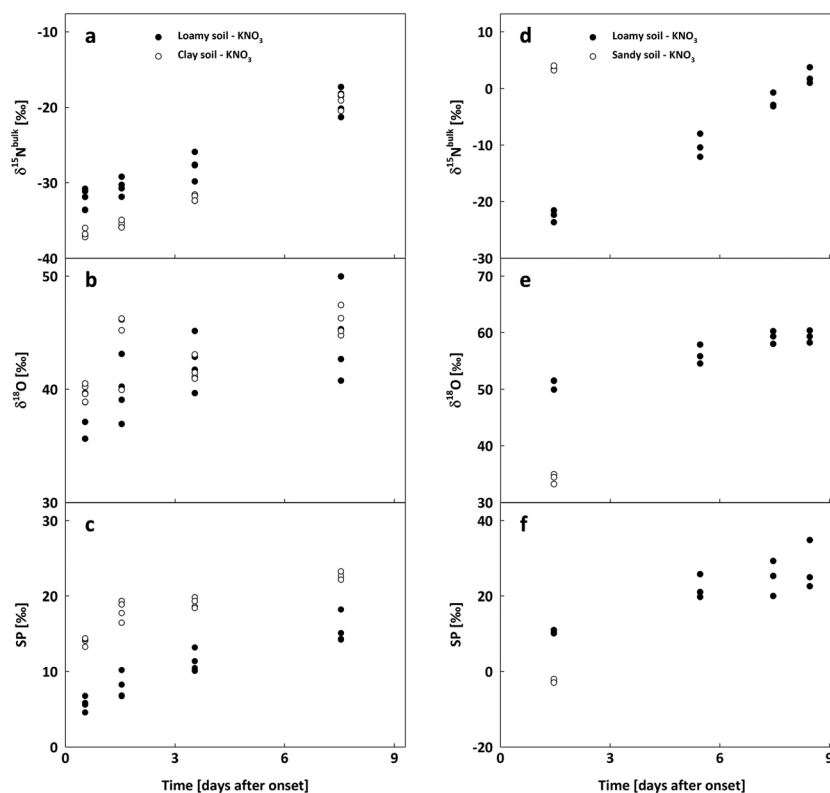 a
Loamy soil - KNO₃
Clay soil - KNO₃
-10
-20
-30
-40
δ¹⁵Nᵇᵘˡᵏ [‰]
b
50
40
30
δ¹⁸O [‰]
c
30
20
10
0
SP [‰]
0
3
6
9
Time [days after onset]
d
Loamy soil - KNO₃
Sandy soil - KNO₃
20
10
0
-10
-20
-30
δ¹⁵Nᵇᵘˡᵏ [‰]
e
70
60
50
40
30
δ¹⁸O [‰]
f
40
20
0
-20
SP [‰]
0
3
6
9
Time [days after onset]